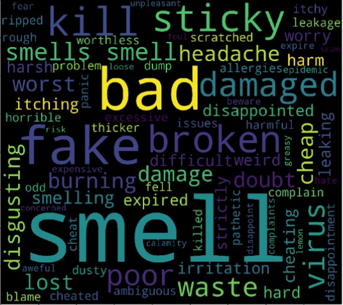 fear unpleasant itchy
ripped kill sticky foul scratched leakage
rough worthless expire
smells smell headache worry
harsh problem loose dump allergies epidemic harm
worst panic bad damaged
itching beware
horrible excessive disappointed
risk fake thicker issues harmful leaking
expensive broken greasy
disgusting difficult weird cheap
burning damage doubt hate
odd smelling expired fell strictly pathetic complain
concerned smell killed disappoint complaints cheating virus disappointment
aweful cheat calamity lemon
lost dusty poor irritation hard
blame cheated ambiguous waste